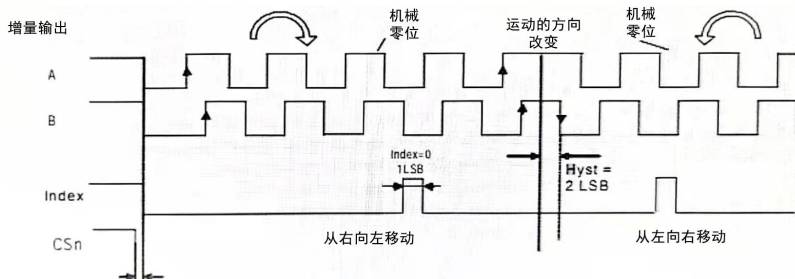 增量输出
机械
零位
运动的方向
改变
机械
零位
A
B
Index=0
1LSB
Hyst =
2 LSB
Index
从右向左移动
从左向右移动
CSn